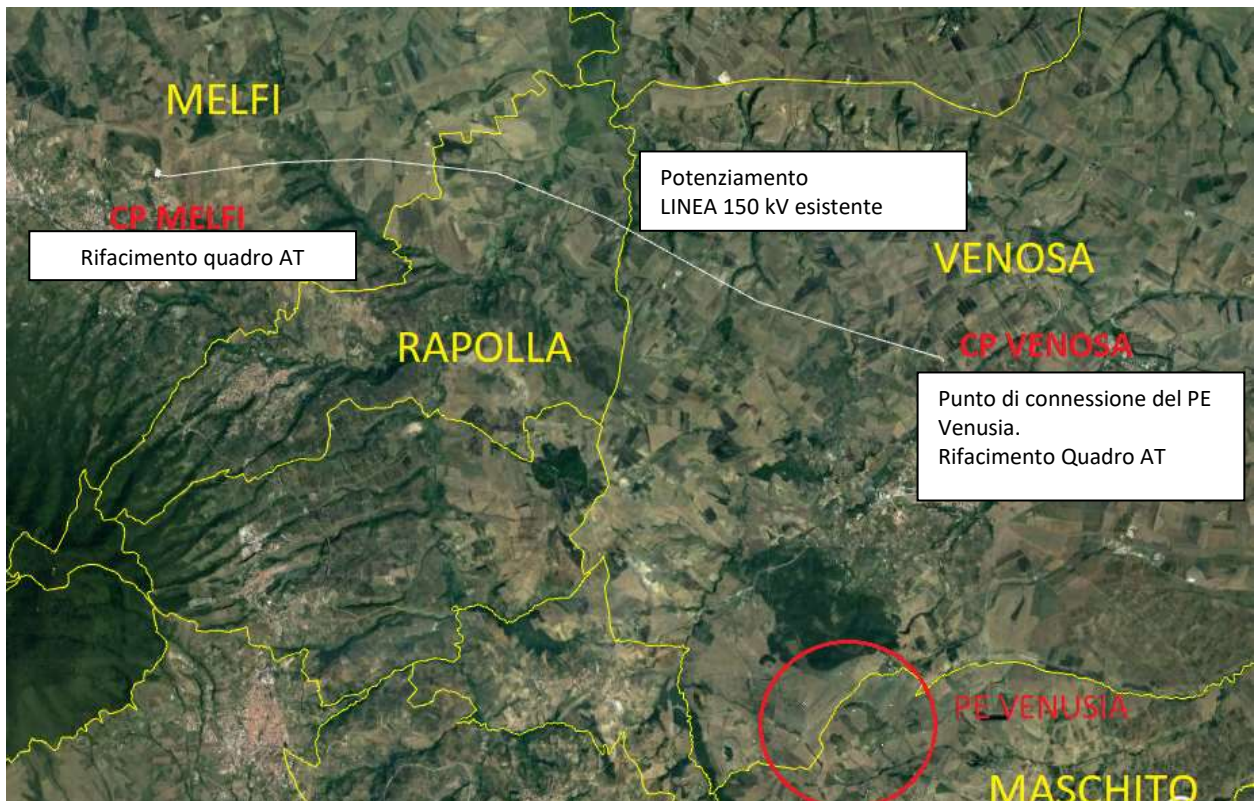 MELFI
CP MELFI
Rifacimento quadro AT
Potenziamento
LINEA 150 kV esistente
VENOSA
RAPOLLA
CP VENOSA
Punto di connessione del PE
Venusia.
Rifacimento Quadro AT
PE VENUSIA
MASCHITO